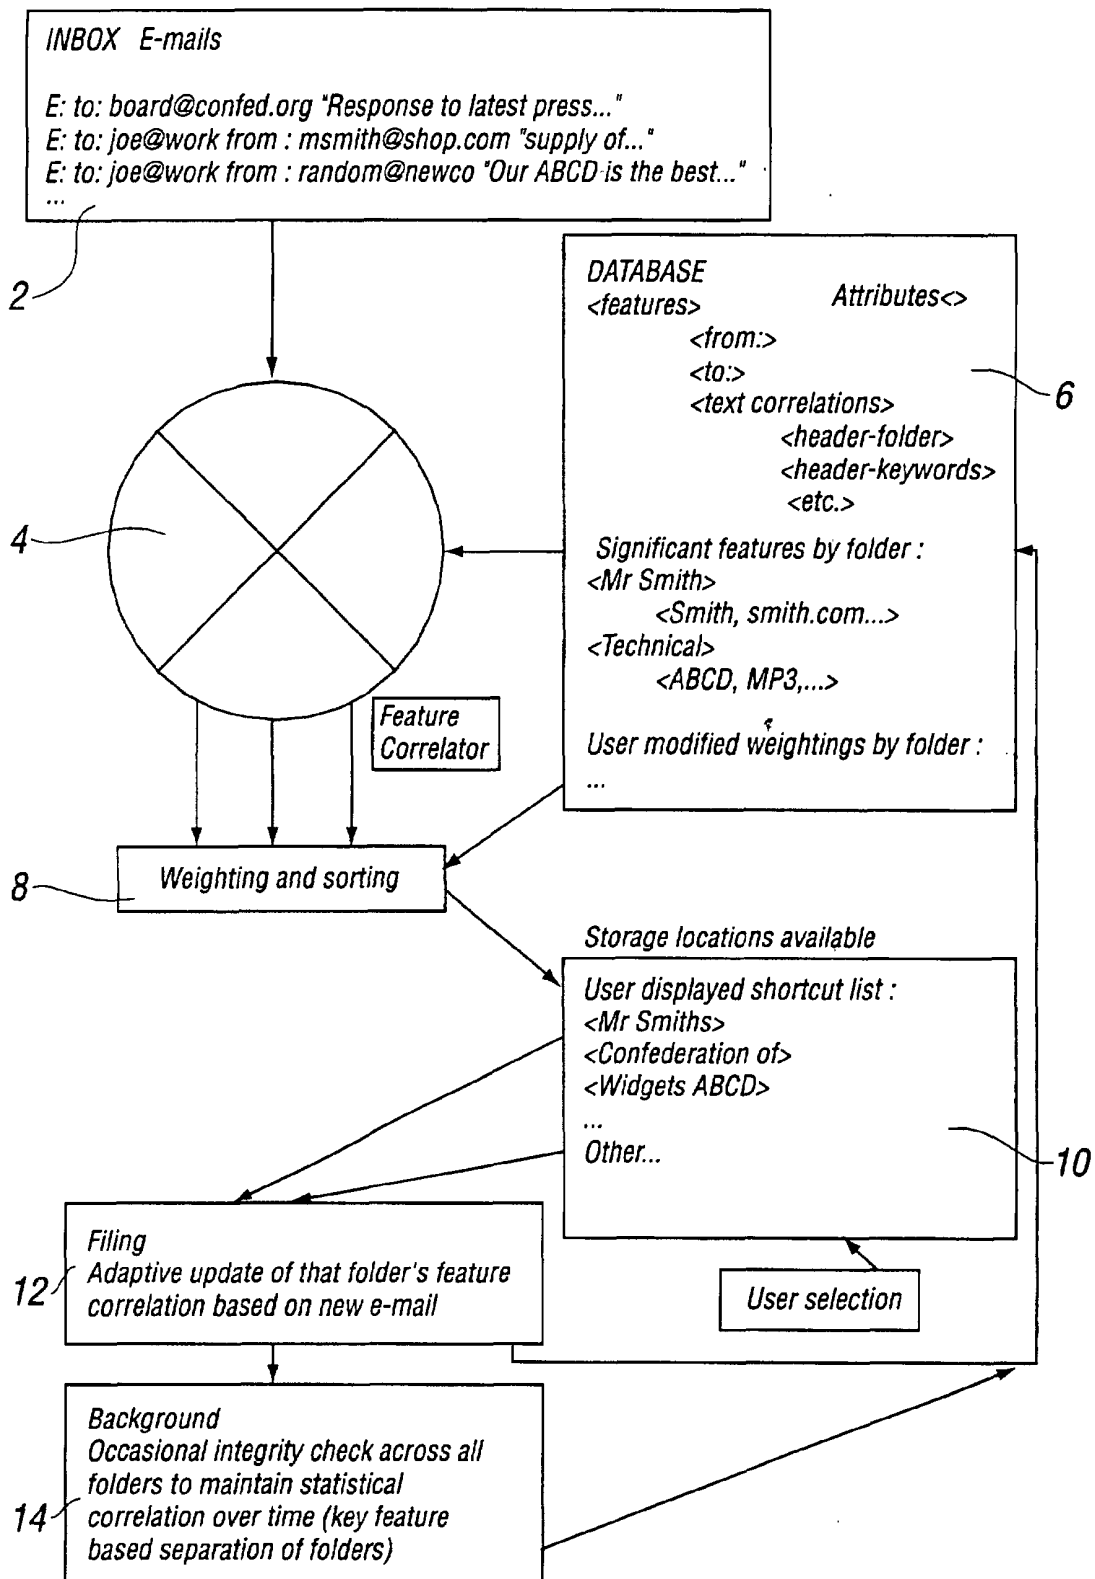 INBOX E-mails
E: to: board@confed.org "Response to latest press..."
E: to: joe@work from : msmith@shop.com "supply of..."
E: to: joe@work from : random@newco "Our ABCD is the best..."
...
2
DATABASE
<features> Attributes<>
<from:>
<to:>
<text correlations>
<header-folder>
<header-keywords>
<etc.>
6
Significant features by folder :
<Mr Smith>
<Smith, smith.com...>
<Technical>
<ABCD, MP3,...>
User modified weightings by folder :
...
4
Feature
Correlator
Weighting and sorting
8
Storage locations available
User displayed shortcut list :
<Mr Smiths>
<Confederation of>
<Widgets ABCD>
...
Other...
10
User selection
Filing
Adaptive update of that folder's feature
correlation based on new e-mail
12
Background
Occasional integrity check across all
folders to maintain statistical
correlation over time (key feature
based separation of folders)
14